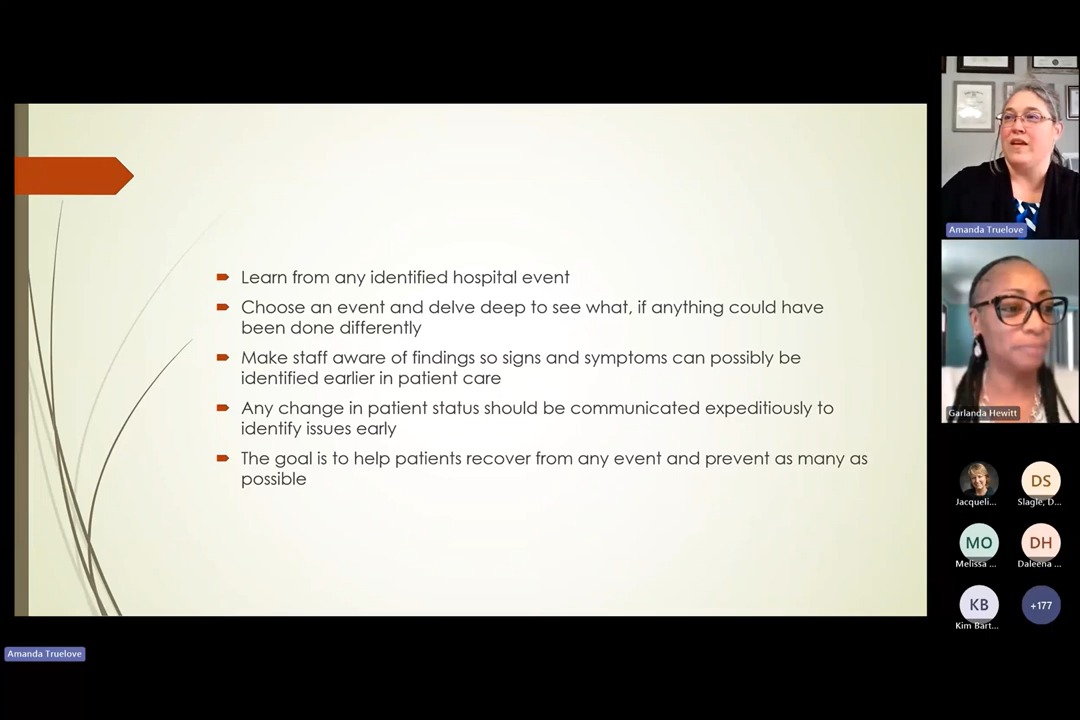 Learn from any identified hospital event
Choose an event and delve deep to see what, if anything could have
been done differently
Make staff aware of findings so signs and symptoms can possibly be
identified earlier in patient care
Any change in patient status should be communicated expeditiously to
identify issues early
The goal is to help patients recover from any event and prevent as many as
possible
Amanda Truelove
Garlanda Hewitt
Jacqueli...
DS
Slagle, D...
MO
Melissa ...
DH
Daleena ...
KB
Kim Bart...
+177
Amanda Truelove